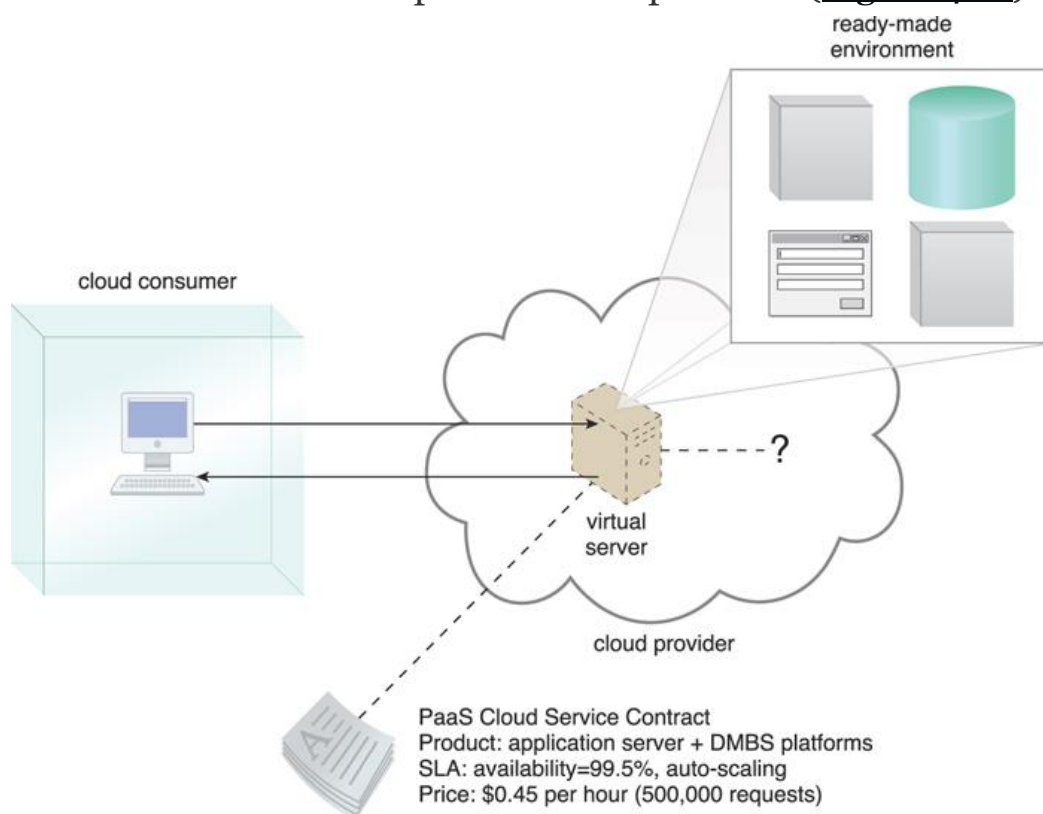 ready-made
environment
cloud consumer
?
virtual
server
cloud provider
A
PaaS Cloud Service Contract
Product: application server + DMBS platforms
SLA: availability=99.5%, auto-scaling
Price: $0.45 per hour (500,000 requests)